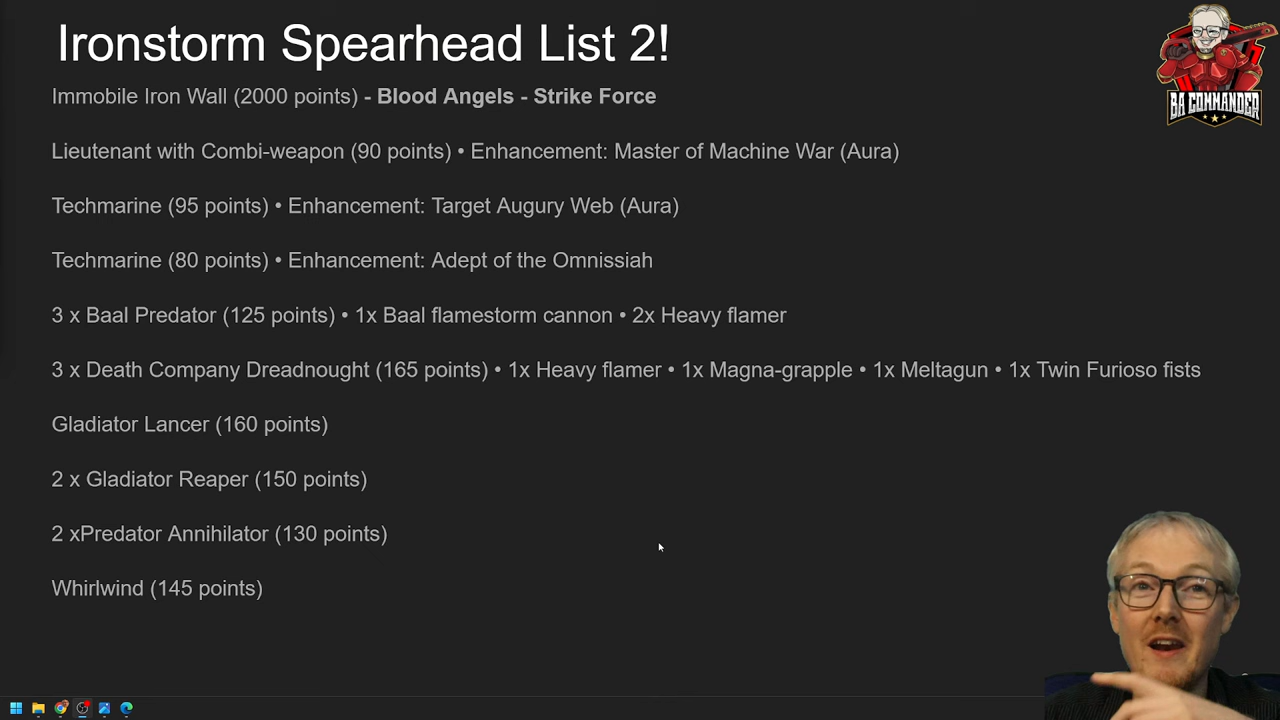 Ironstorm Spearhead List 2!
Immobile Iron Wall (2000 points) - Blood Angels - Strike Force
Lieutenant with Combi-weapon (90 points) • Enhancement: Master of Machine War (Aura)
Techmarine (95 points) • Enhancement: Target Augury Web (Aura)
Techmarine (80 points) • Enhancement: Adept of the Omnissiah
3 x Baal Predator (125 points) • 1x Baal flamestorm cannon • 2x Heavy flamer
3 x Death Company Dreadnought (165 points) • 1x Heavy flamer • 1x Magna-grapple • 1x Meltagun • 1x Twin Furioso fists
Gladiator Lancer (160 points)
2 x Gladiator Reaper (150 points)
2 xPredator Annihilator (130 points)
Whirlwind (145 points)
BA COMMANDER